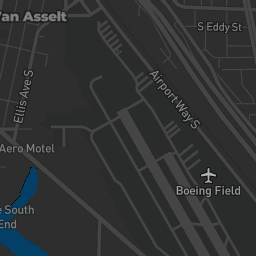 Van Asselt
S Eddy St
Ellis Ave S
Airport Way S
Aero Motel
Boeing Field
e South
End